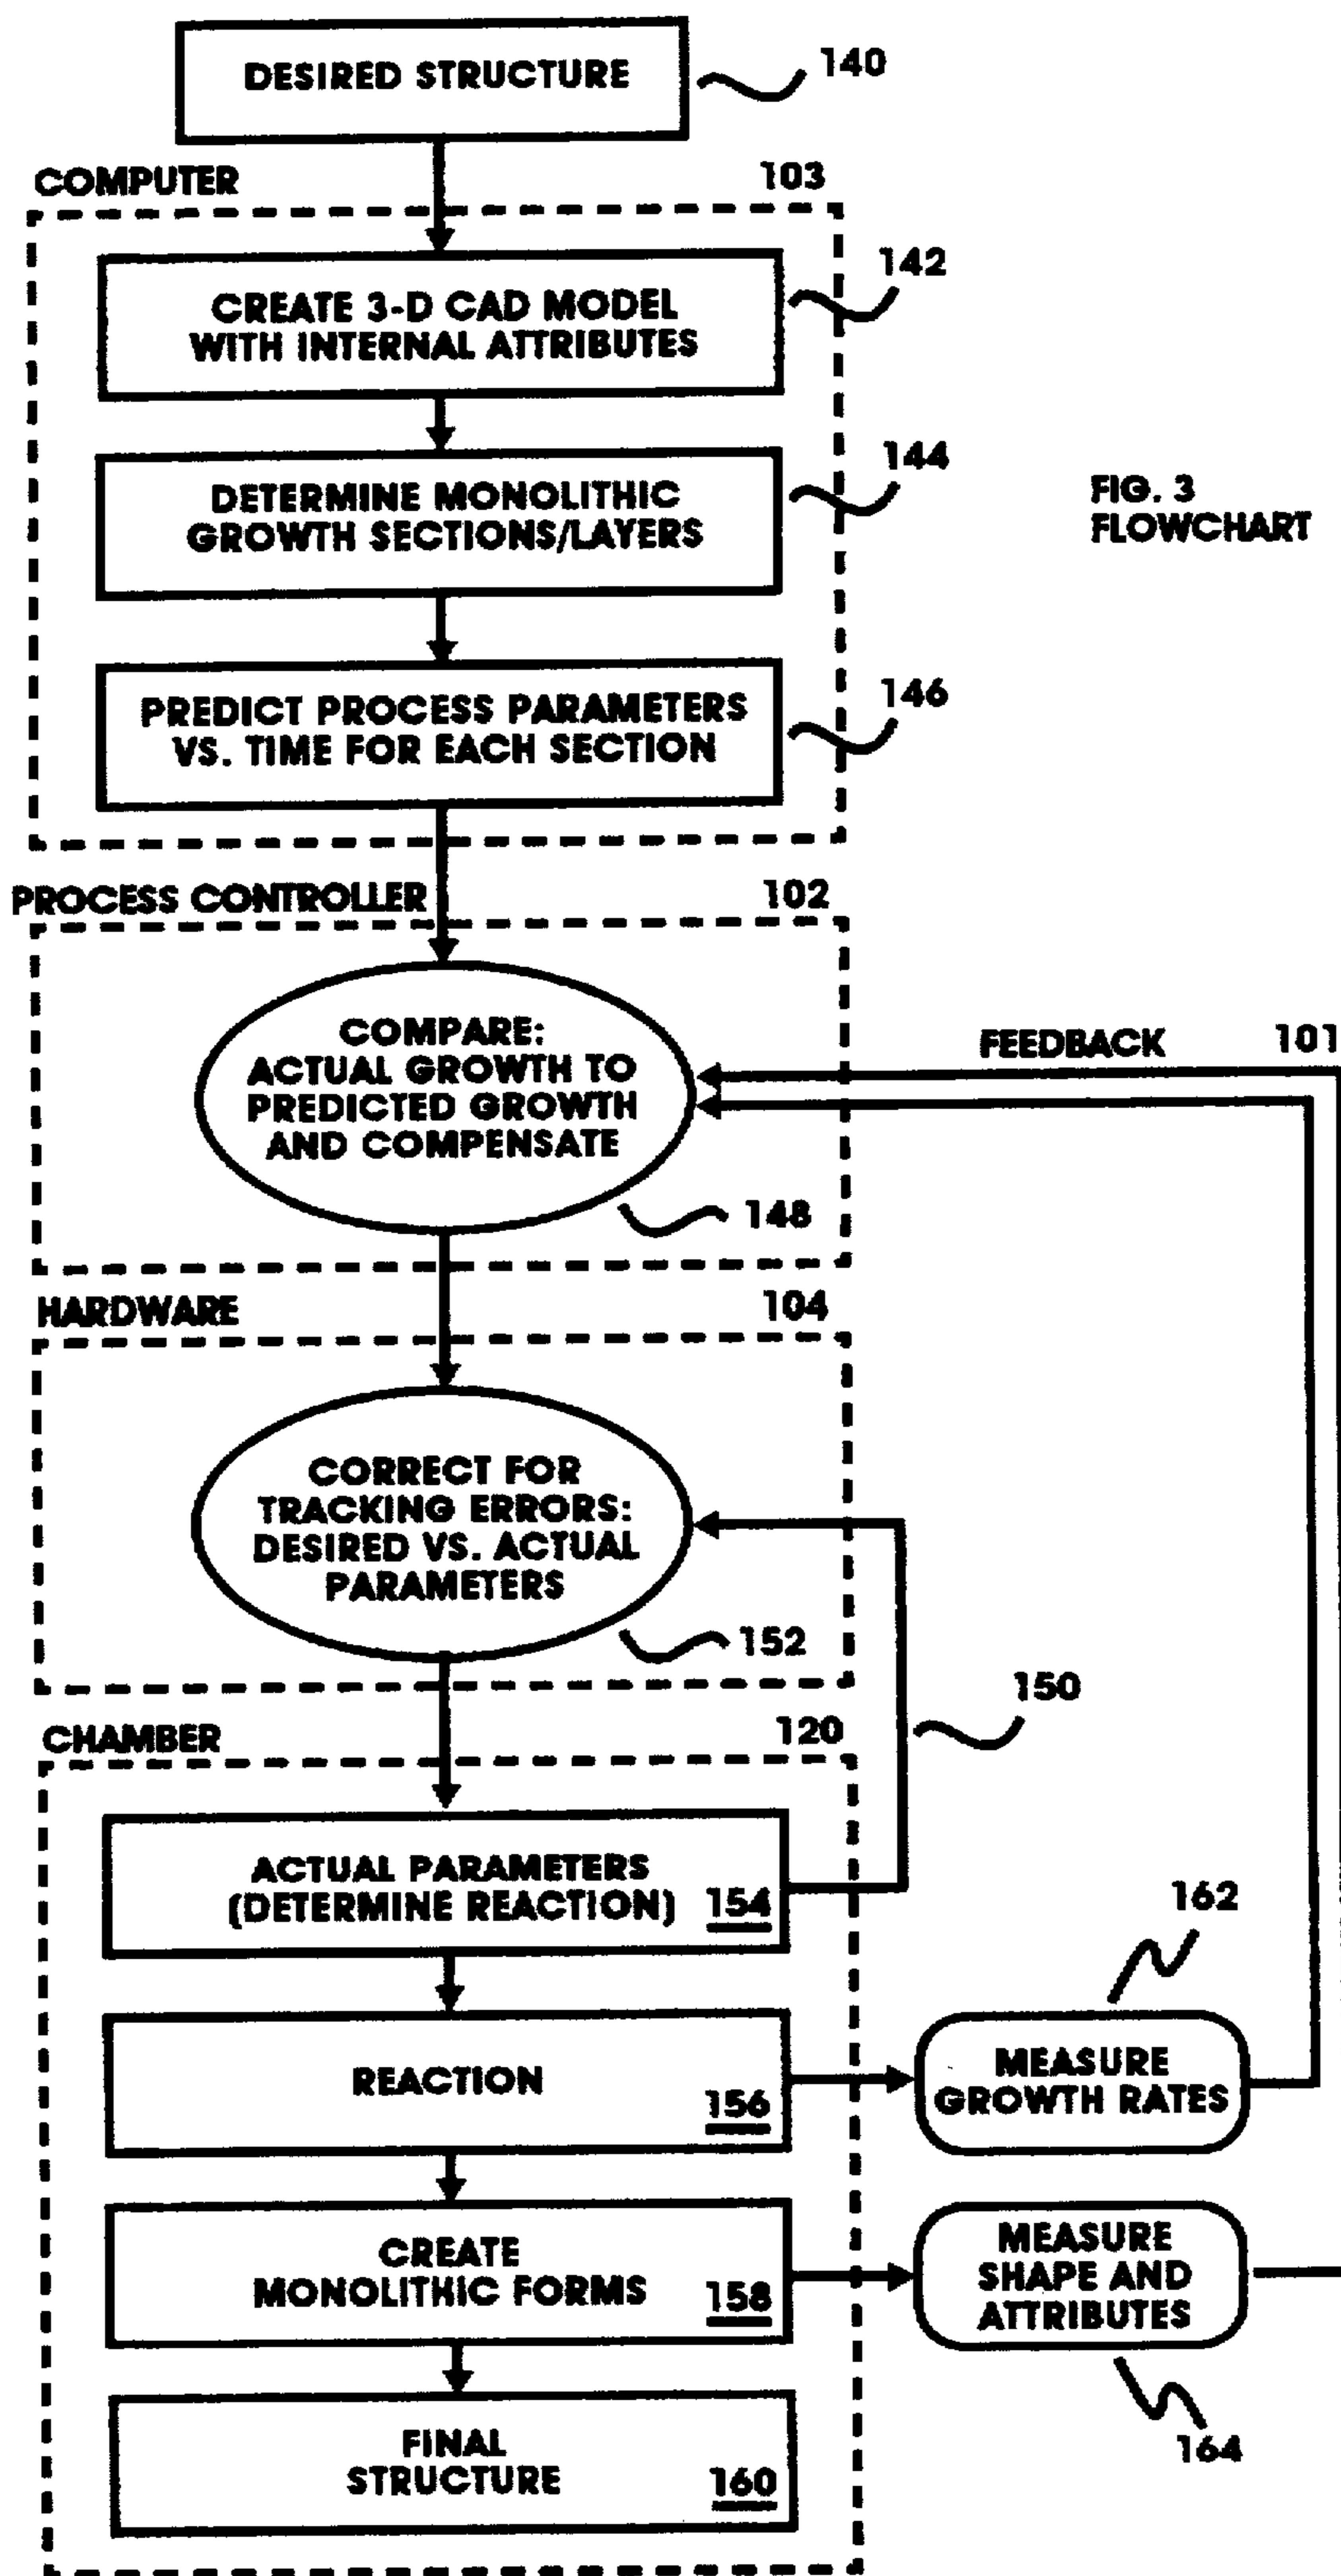 DESIRED STRUCTURE
140
COMPUTER
103
CREATE 3-D CAD MODEL
WITH INTERNAL ATTRIBUTES
142
DETERMINE MONOLITHIC
GROWTH SECTIONS/LAYERS
144
FIG. 3
FLOWCHART
PREDICT PROCESS PARAMETERS
VS. TIME FOR EACH SECTION
146
PROCESS CONTROLLER
102
COMPARE:
ACTUAL GROWTH TO
PREDICTED GROWTH
AND COMPENSATE
148
FEEDBACK
101
HARDWARE
104
CORRECT FOR
TRACKING ERRORS:
DESIRED VS. ACTUAL
PARAMETERS
152
150
CHAMBER
120
ACTUAL PARAMETERS
(DETERMINE REACTION)
154
162
REACTION
156
MEASURE
GROWTH RATES
CREATE
MONOLITHIC FORMS
158
MEASURE
SHAPE AND
ATTRIBUTES
164
FINAL
STRUCTURE
160